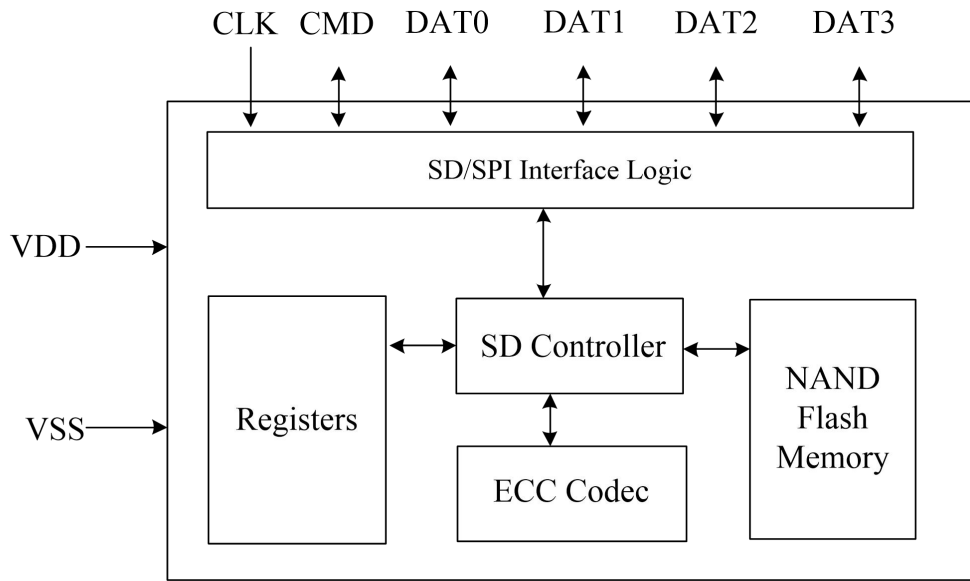 CLK CMD DAT0 DAT1 DAT2 DAT3
SD/SPI Interface Logic
VDD
SD Controller
NAND
Flash
Memory
Registers
VSS
ECC Codec